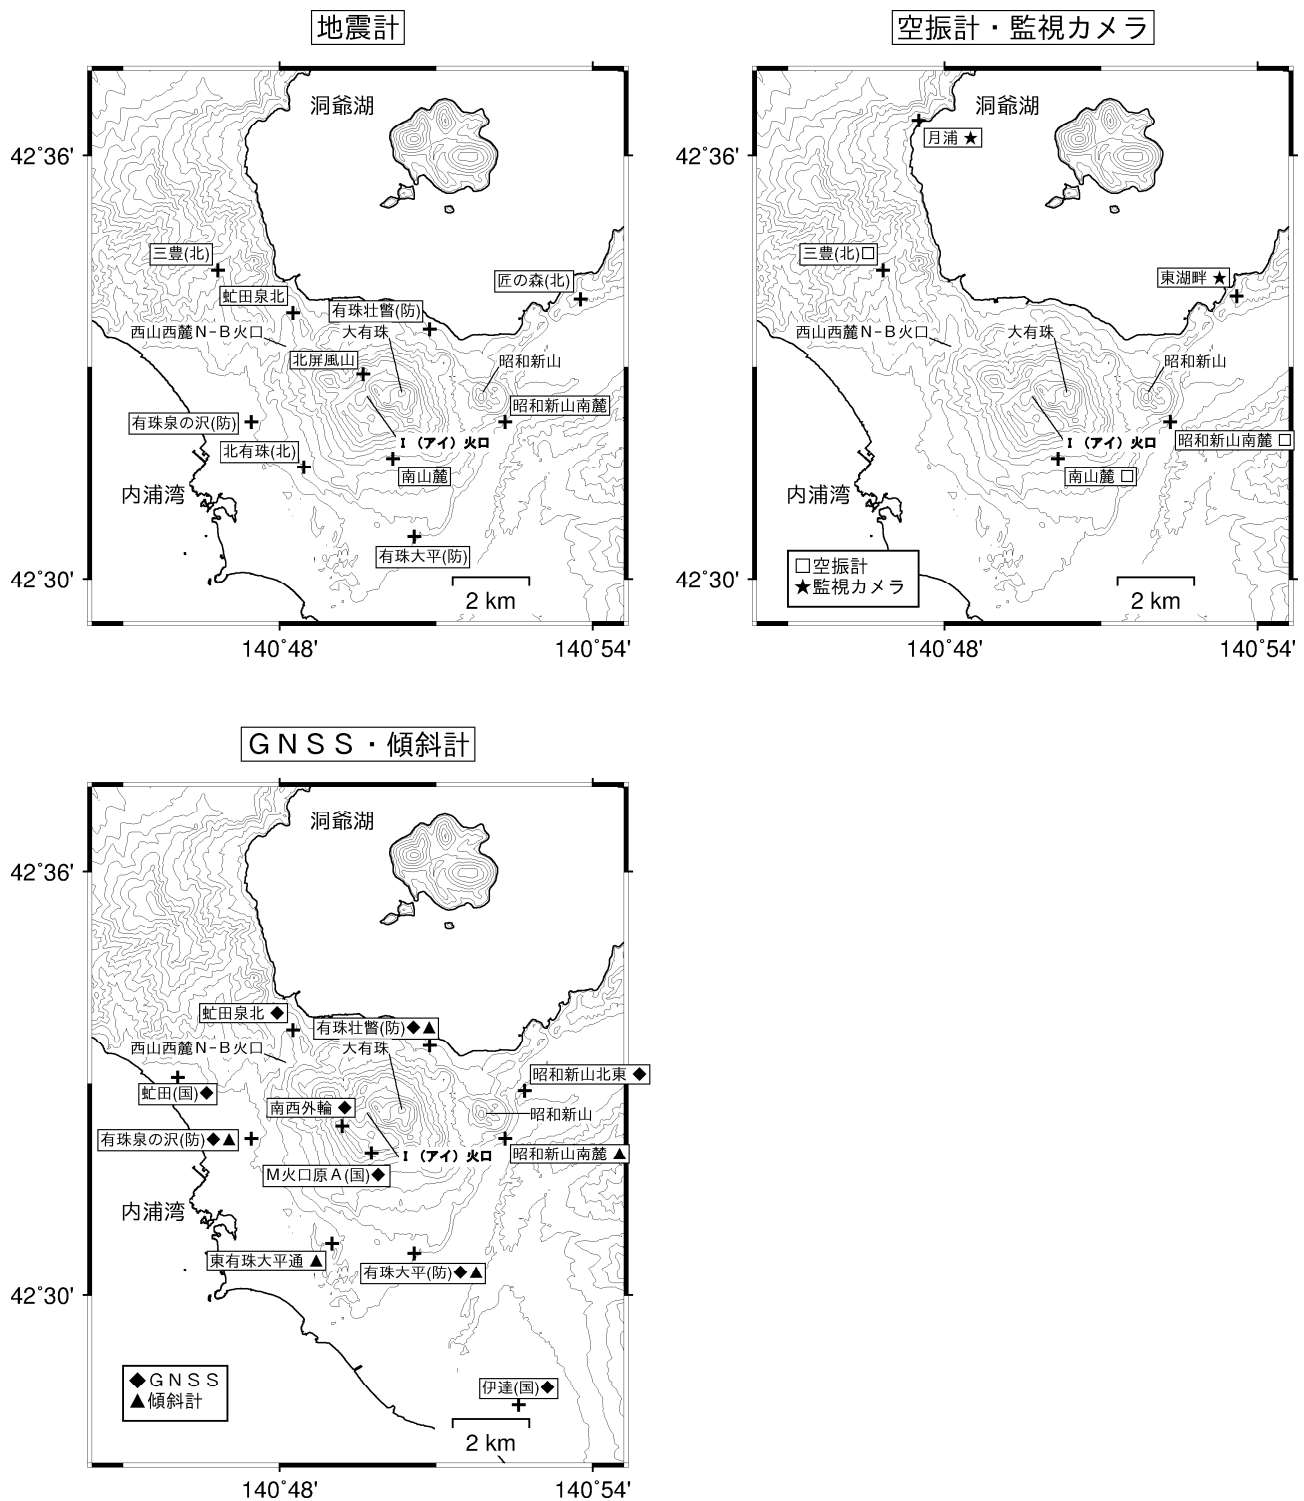 地震計
洞爺湖
42°36'
三豊(北)
匠の森(北)
虻田泉北
有珠壮瞥(防)
西山西麓N-B火口
大有珠
北屏風山
昭和新山
昭和新山南麓
有珠泉の沢(防)
I（アイ）火口
北有珠(北)
南山麓
内浦湾
有珠大平(防)
42°30'
2 km
140°48'
140°54'
空振計・監視カメラ
洞爺湖
月浦 ★
42°36'
三豊(北)□
東湖畔 ★
西山西麓N-B火口
大有珠
昭和新山
I（アイ）火口
昭和新山南麓 □
南山麓 □
内浦湾
□空振計
★監視カメラ
42°30'
2 km
140°48'
140°54'
ＧＮＳＳ・傾斜計
洞爺湖
42°36'
虻田泉北 ◆
有珠壮瞥(防)◆▲
西山西麓N-B火口
大有珠
昭和新山北東 ◆
虻田(国)◆
南西外輪 ◆
昭和新山
有珠泉の沢(防)◆▲
昭和新山南麓 ▲
I（アイ）火口
Ｍ火口原Ａ(国)◆
内浦湾
東有珠大平通 ▲
有珠大平(防)◆▲
42°30'
◆ＧＮＳＳ
▲傾斜計
伊達(国)◆
2 km
140°48'
140°54'